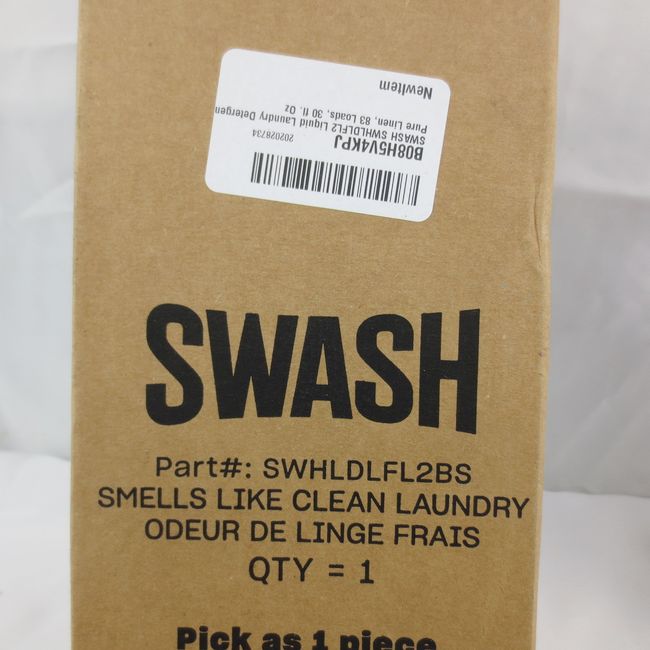 B08H5V4KPJ
202028734
SWASH SWHLDLFL2 Liquid Laundry Detergen
Pure Linen, 83 Loads, 30 fl. Oz
NewItem
SWASH
Part#: SWHLDLFL2BS
SMELLS LIKE CLEAN LAUNDRY
ODEUR DE LINGE FRAIS
QTY = 1
Pick as 1 piece